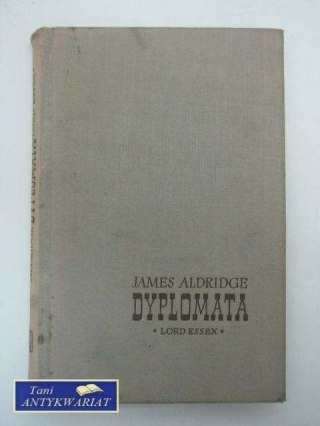 JAMES ALDRIDGE
DYPLOMATA
• LORD ESSEX •
Tani
ANTYKWARIAT